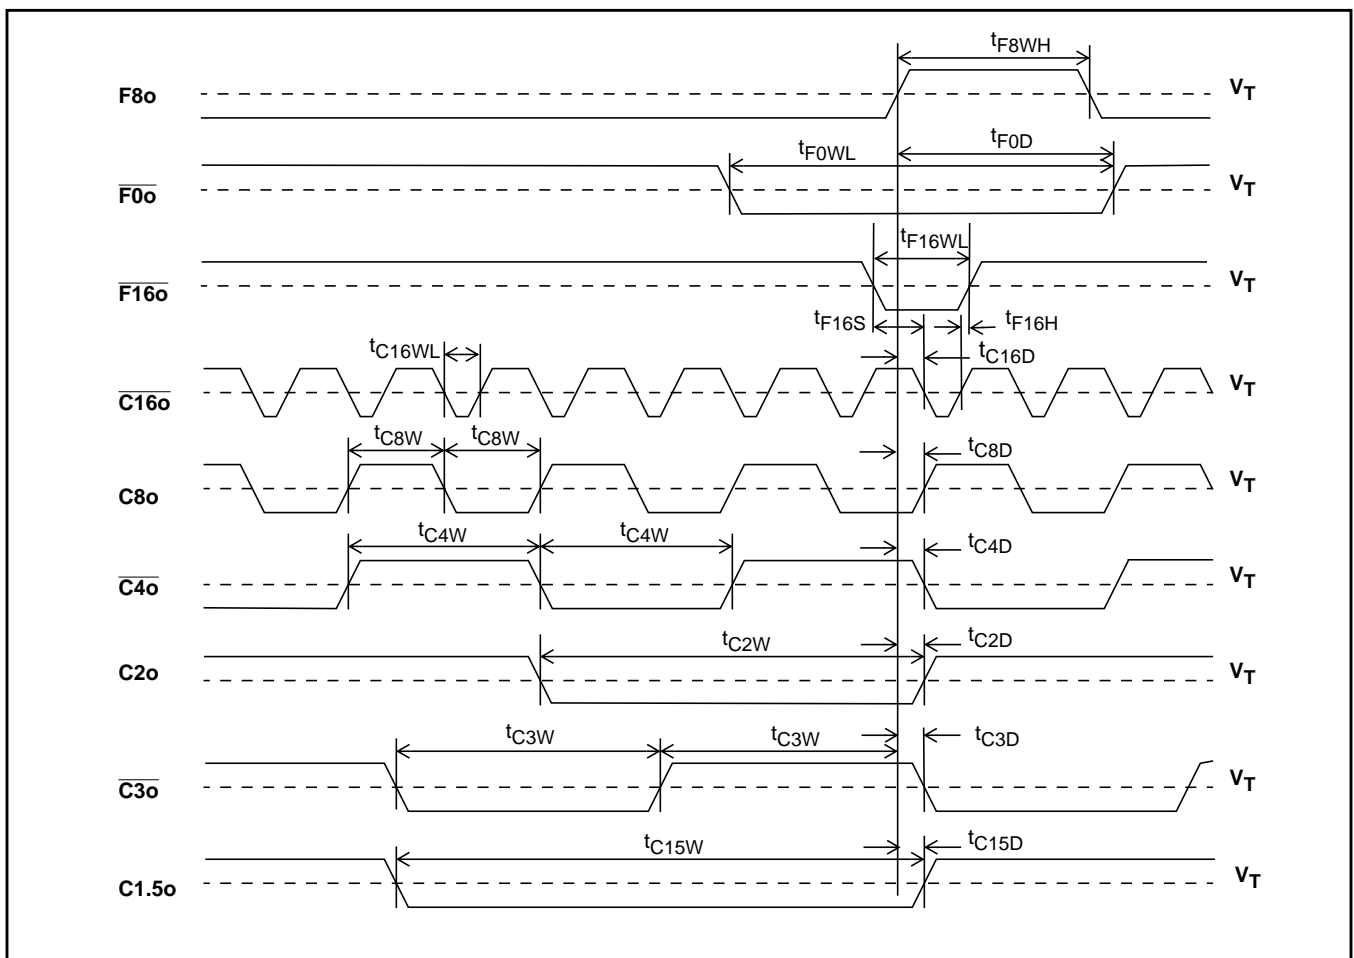 tF8WH
F8o VT
tF0WL tF0D
F0o VT
tF16WL
F16o VT
tF16S tF16H
tC16WL tC16D
C16o VT
tC8W tC8W tC8D
C8o VT
tC4W tC4W tC4D
C4o VT
tC2W tC2D
C2o VT
tC3W tC3W tC3D
C3o VT
tC15W tC15D
C1.5o VT